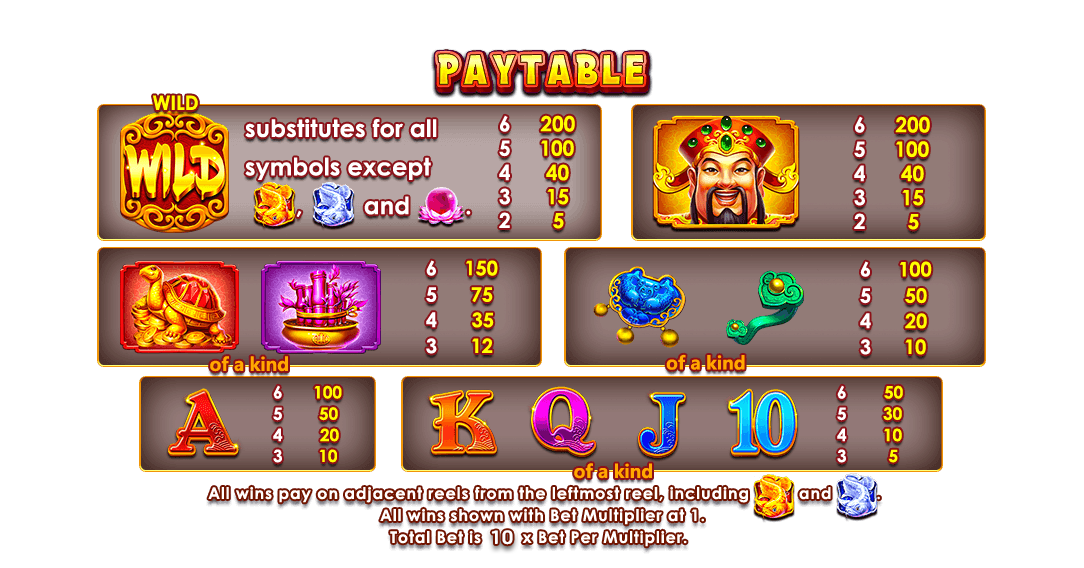 PAYTABLE
WILD
WILD
substitutes for all
symbols except
, and .
6 200
5 100
4 40
3 15
2 5
6 200
5 100
4 40
3 15
2 5
6 150
5 75
4 35
3 12
of a kind
6 100
5 50
4 20
3 10
of a kind
A
6 100
5 50
4 20
3 10
K Q J 10
6 50
5 30
4 10
3 5
of a kind
All wins pay on adjacent reels from the leftmost reel, including and .
All wins shown with Bet Multiplier at 1.
Total Bet is 10 x Bet Per Multiplier.